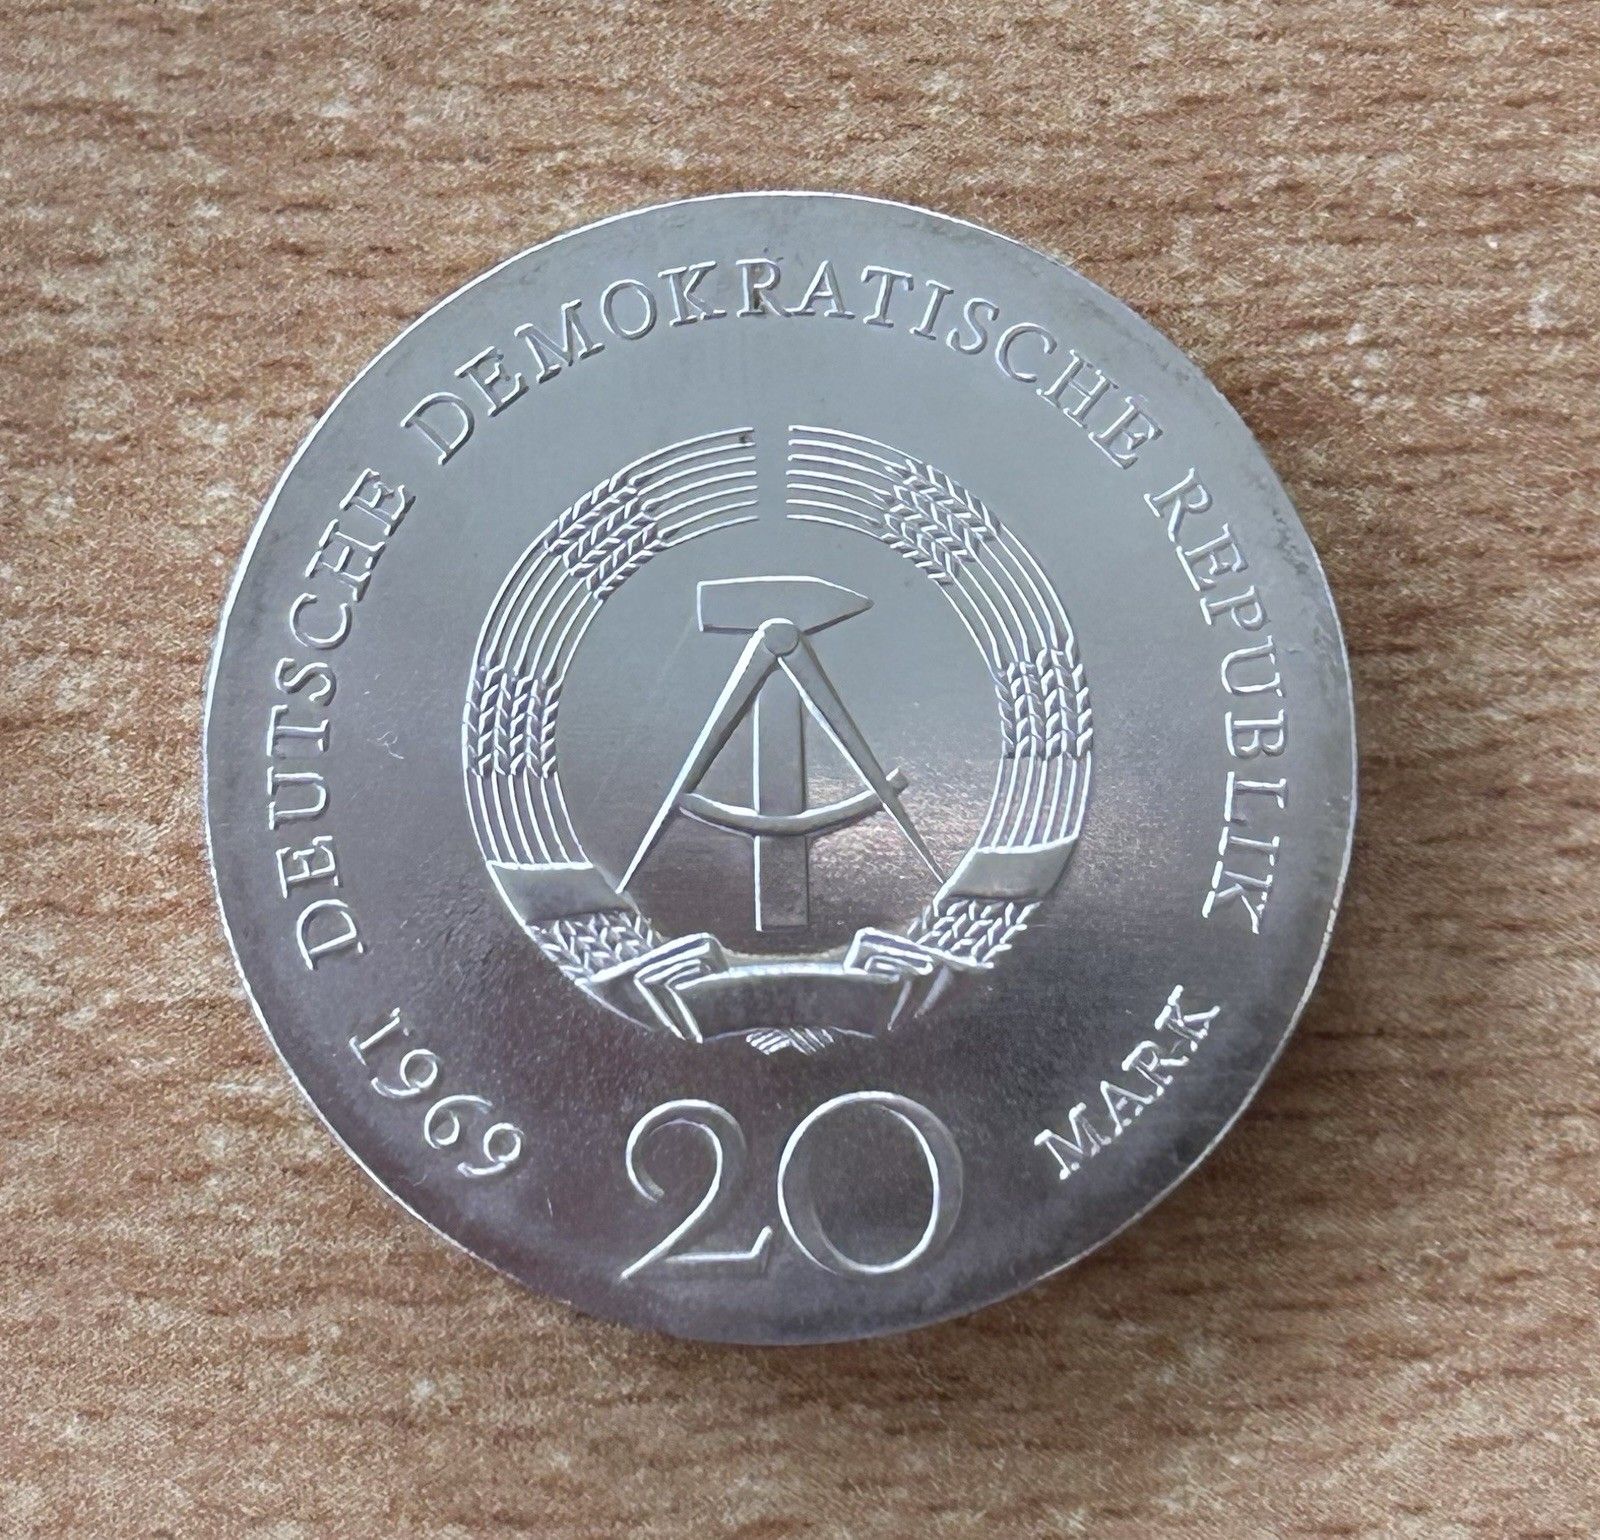 DEUTSCHE DEMOKRATISCHE REPUBLIK
1969
20
MARK